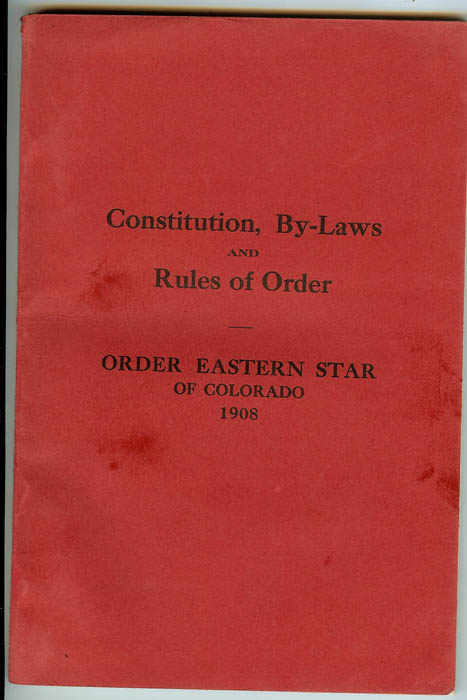 Constitution, By-Laws
AND
Rules of Order
ORDER EASTERN STAR
OF COLORADO
1908